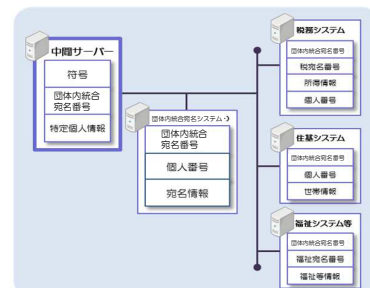 中間サーバー
符号
団体内統合
宛名番号
特定個人情報
団体内統合宛名システム
団体内統合
宛名番号
個人番号
宛名情報
税務システム
団体内統合宛名番号
税宛名番号
所得情報
個人番号
住基システム
団体内統合宛名番号
個人番号
世帯情報
福祉システム等
団体内統合宛名番号
福祉宛名番号
福祉等情報